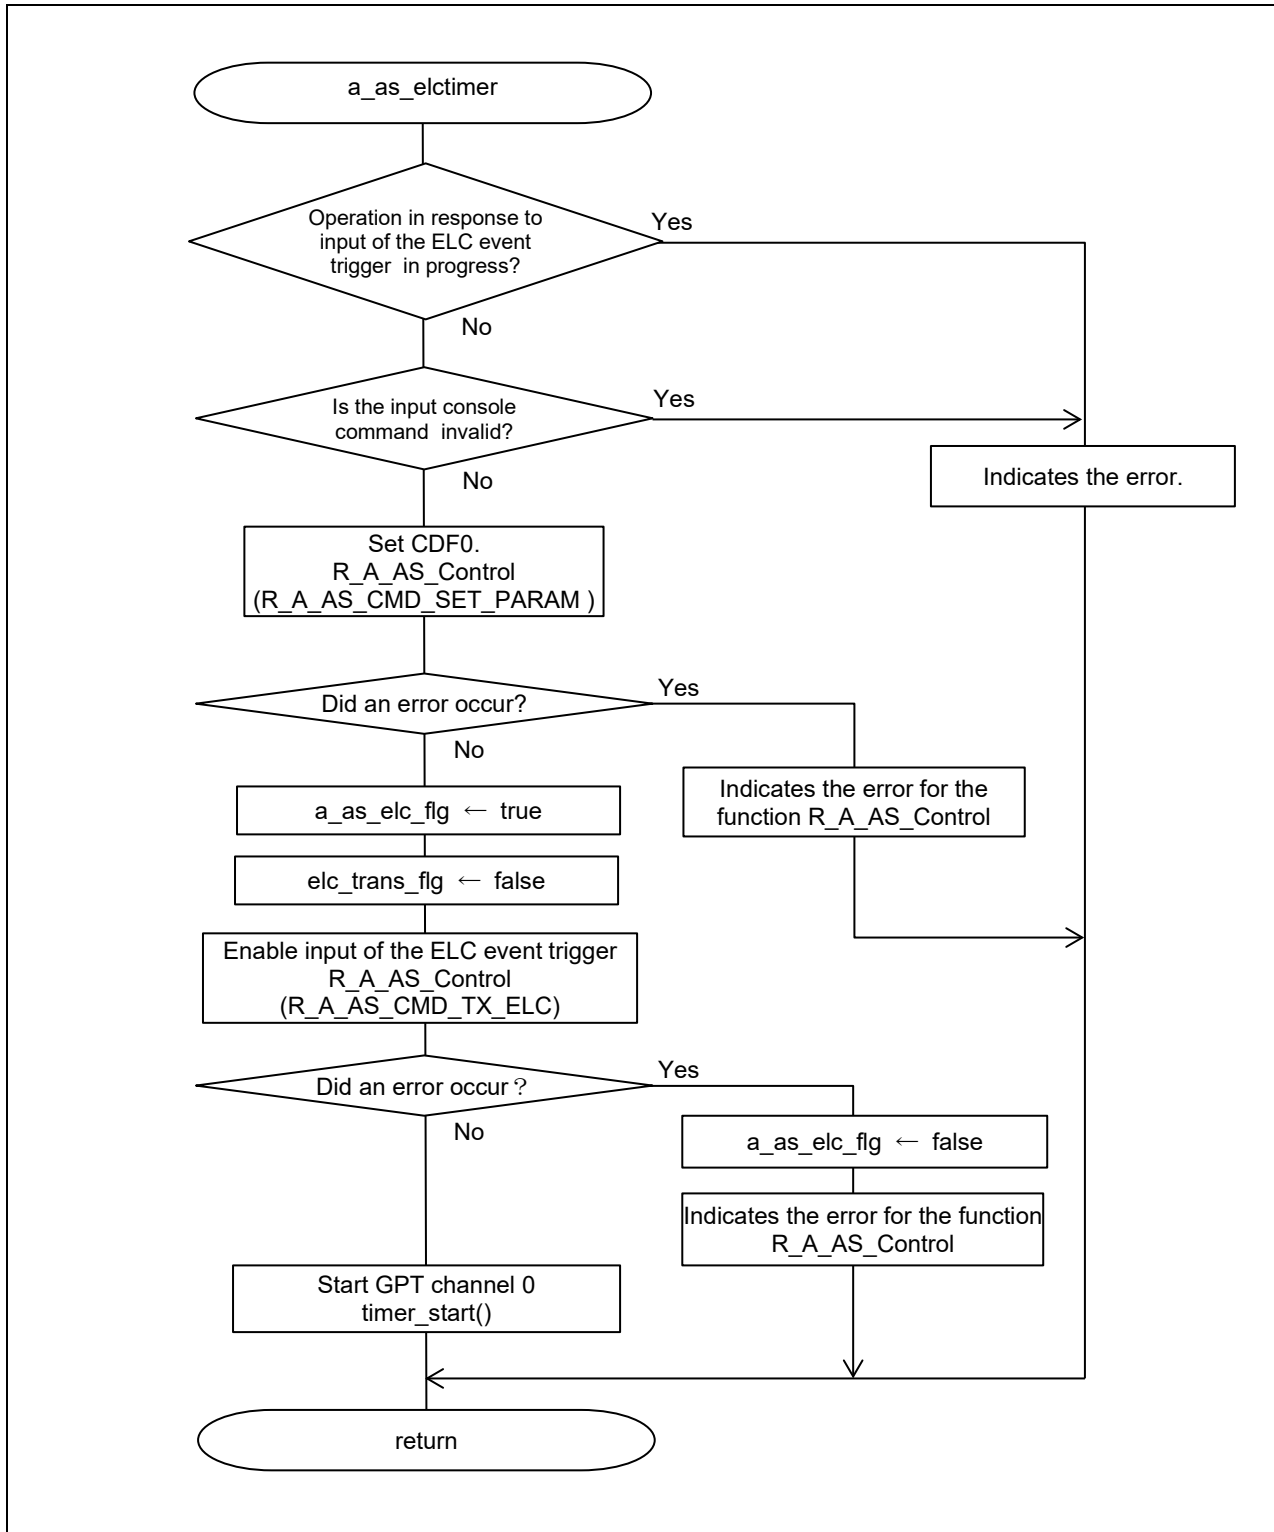 a_as_elctimer
Operation in response to
input of the ELC event
trigger in progress?
Yes
No
Is the input console
command invalid?
Yes
No
Indicates the error.
Set CDF0.
R_A_AS_Control
(R_A_AS_CMD_SET_PARAM )
Did an error occur?
Yes
No
Indicates the error for the
function R_A_AS_Control
a_as_elc_flg ← true
elc_trans_flg ← false
Enable input of the ELC event trigger
R_A_AS_Control
(R_A_AS_CMD_TX_ELC)
Did an error occur？
Yes
No
a_as_elc_flg ← false
Indicates the error for the function
R_A_AS_Control
Start GPT channel 0
timer_start()
return